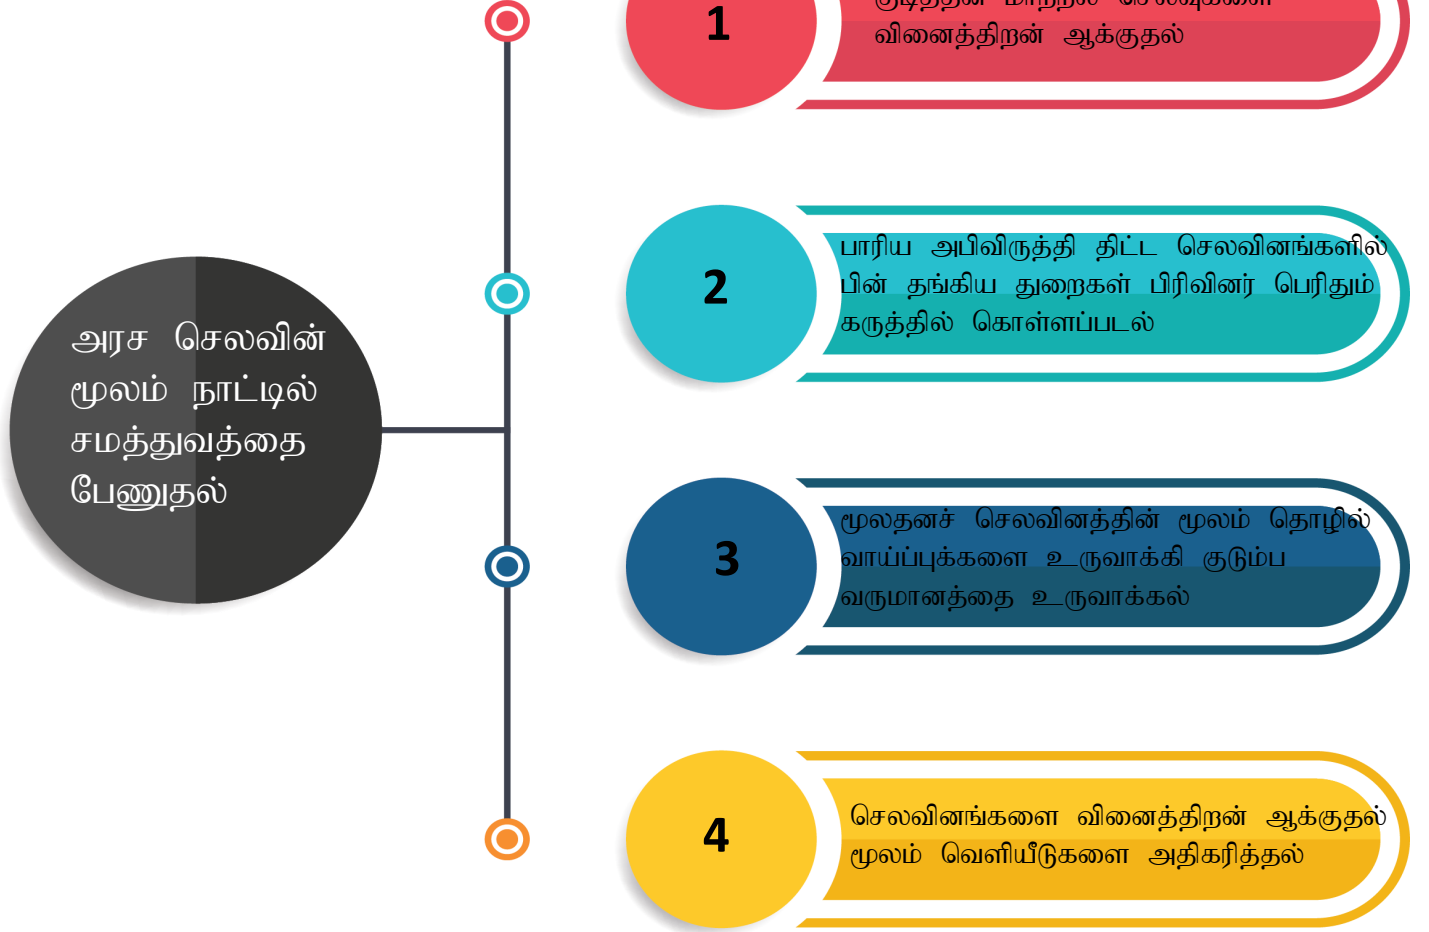 அரச செலவின்
மூலம் நாட்டில்
சமத்துவத்தை
பேணுதல்
1
வினைத்திறன் ஆக்குதல்
2
பாரிய அபிவிருத்தி திட்ட செலவினங்களில்
பின் தங்கிய துறைகள் பிரிவினர் பெரிதும்
கருத்தில் கொள்ளப்படல்
3
மூலதனச் செலவினத்தின் மூலம் தொழில்
வாய்ப்புக்களை உருவாக்கி குடும்ப
வருமானத்தை உருவாக்கல்
4
செலவினங்களை வினைத்திறன் ஆக்குதல்
மூலம் வெளியீடுகளை அதிகரித்தல்